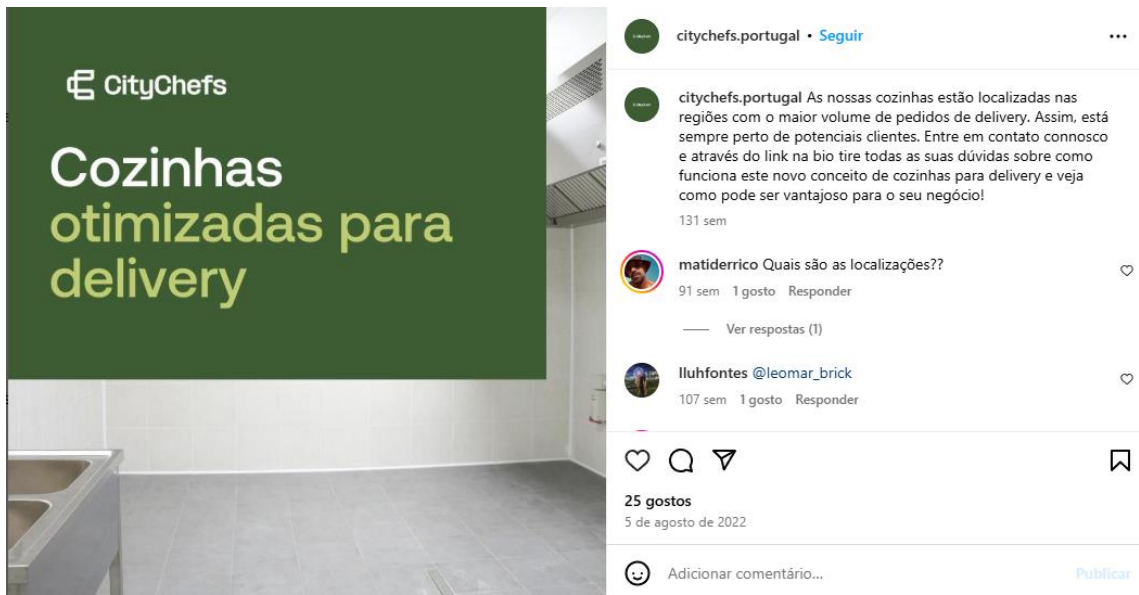 CityChefs
Cozinhas
otimizadas para
delivery
citychefs.portugal • Seguir
citychefs.portugal As nossas cozinhas estão localizadas nas
regiões com o maior volume de pedidos de delivery. Assim, está
sempre perto de potenciais clientes. Entre em contato connosco
e através do link na bio tire todas as suas dúvidas sobre como
funciona este novo conceito de cozinhas para delivery e veja
como pode ser vantajoso para o seu negócio!
131 sem
matiderrico Quais são as localizações??
91 sem 1 gosto Responder
Ver respostas (1)
lluhfontes @leomar_brick
107 sem 1 gosto Responder
25 gostos
5 de agosto de 2022
Adicionar comentário...
Publicar